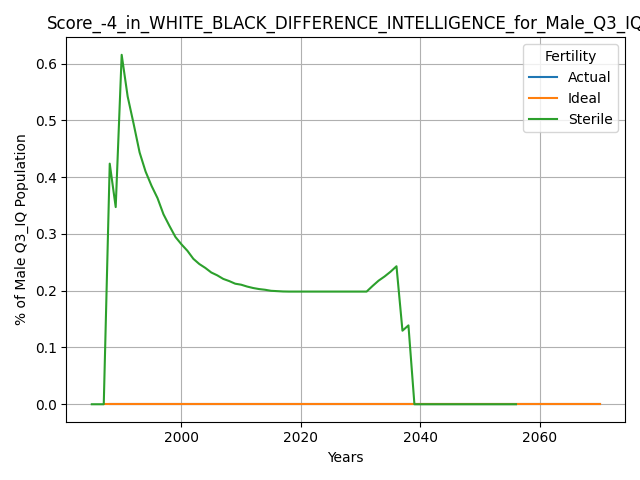 Score_-4_in_WHITE_BLACK_DIFFERENCE_INTELLIGENCE_for_Male_Q3_IQ
Fertility
Actual
Ideal
Sterile
% of Male Q3_IQ Population
0.6
0.5
0.4
0.3
0.2
0.1
0.0
2000 2020 2040 2060
Years